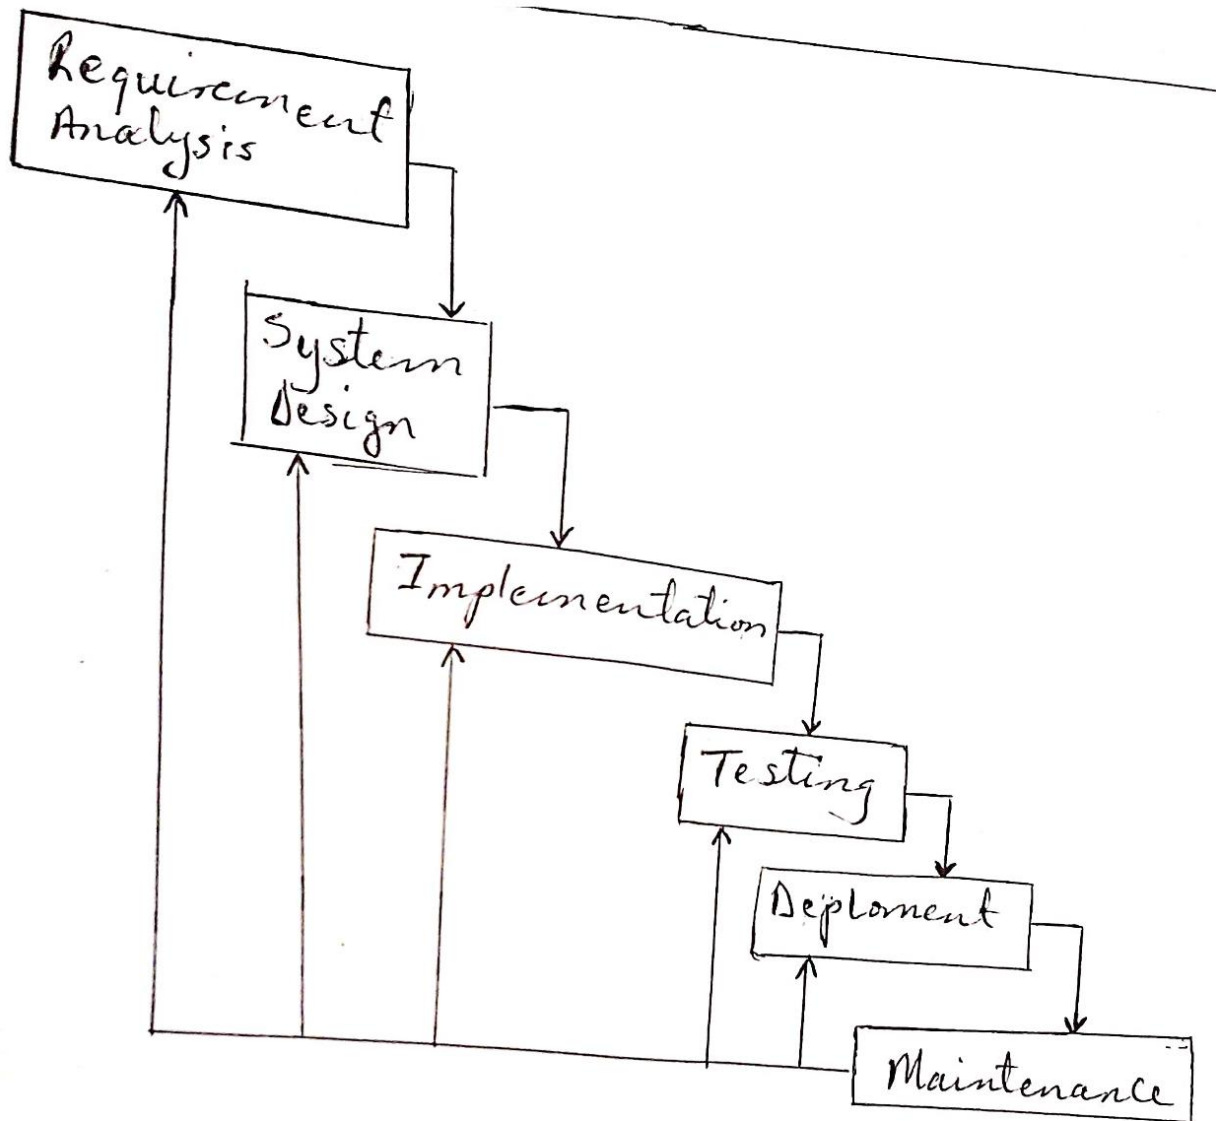 Requirement
Analysis
System
Design
Implementation
Testing
Deploment
Maintenance